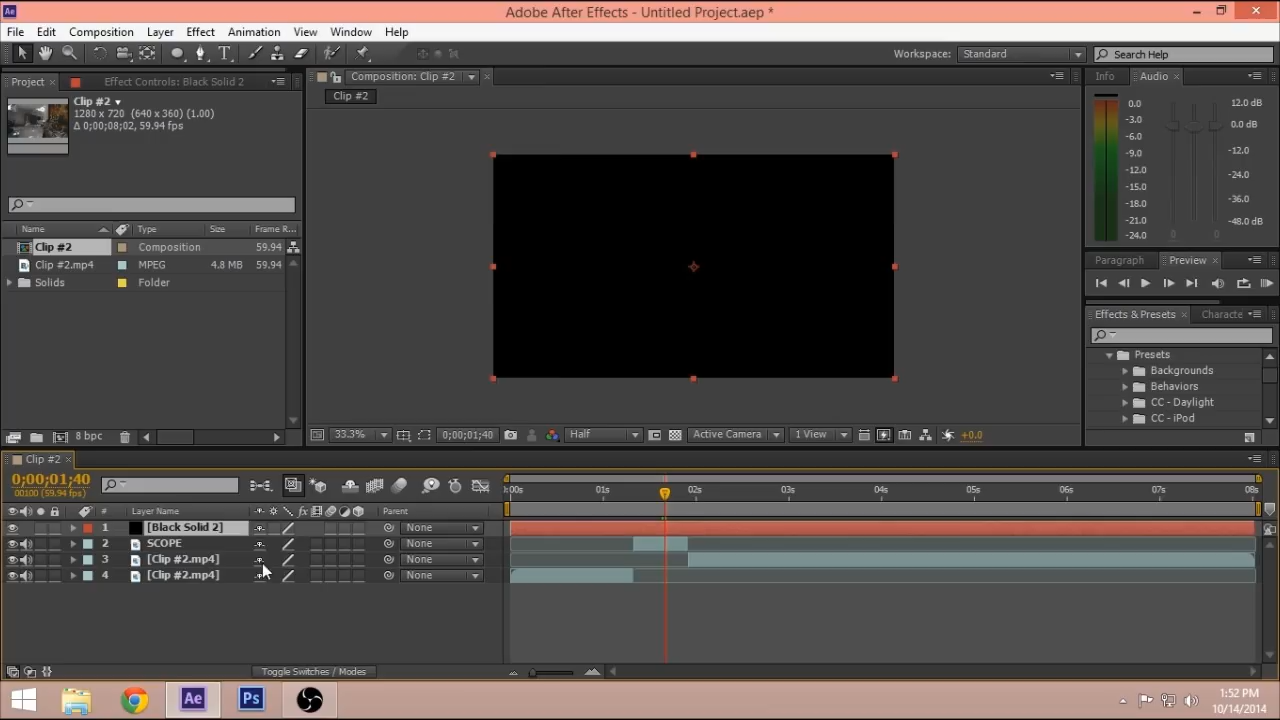 Ae
Adobe After Effects - Untitled Project.aep *
File Edit Composition Layer Effect Animation View Window Help
Workspace: Standard
Search Help
Project
Effect Controls: Black Solid 2
Composition: Clip #2
Info
Audio
Clip #2
1280 x 720 (640 x 360) (1.00)
Δ 0;00;08;02, 59.94 fps
Clip #2
0.0
-3.0
-6.0
-9.0
-12.0
-15.0
-18.0
-21.0
-24.0
12.0 dB
0.0 dB
-12.0
-24.0
-36.0
-48.0 dB
0 0
Name Type Size Frame R...
Clip #2 Composition 59.94
Clip #2.mp4 MPEG 4.8 MB 59.94
Solids Folder
Paragraph
Preview
Effects & Presets
Characte
Presets
Backgrounds
Behaviors
CC - Daylight
CC - iPod
8 bpc
33.3%
0;00;01;40
Half
Active Camera
1 View
+0.0
Clip #2
0;00;01;40
00100 (59.94 fps)
:00s 01s 02s 03s 04s 05s 06s 07s 08s
# Layer Name
fx
Parent
1 [Black Solid 2] None
2 SCOPE None
3 [Clip #2.mp4] None
4 [Clip #2.mp4] None
Toggle Switches / Modes
Ae
Ps
1:52 PM
10/14/2014